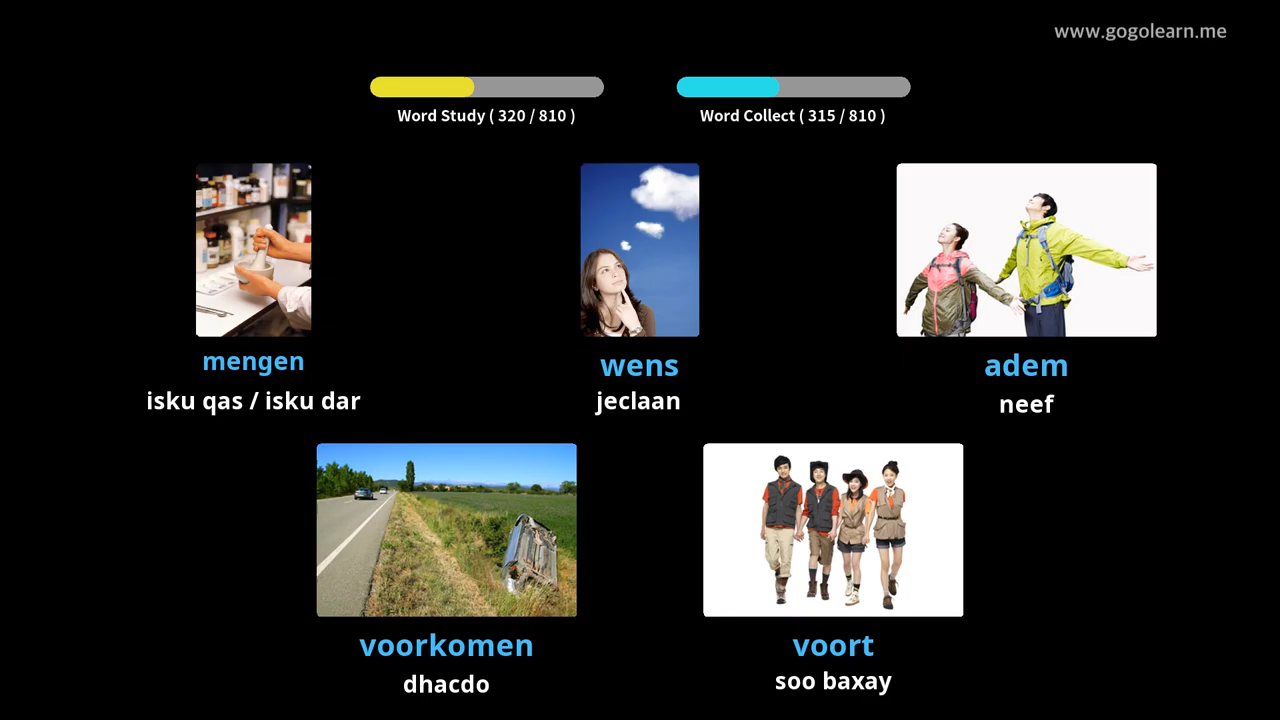 www.gogolearn.me
Word Study ( 320 / 810 )
Word Collect ( 315 / 810 )
mengen
isku qas / isku dar
wens
jeclaan
adem
neef
voorkomen
dhacdo
voort
soo baxay